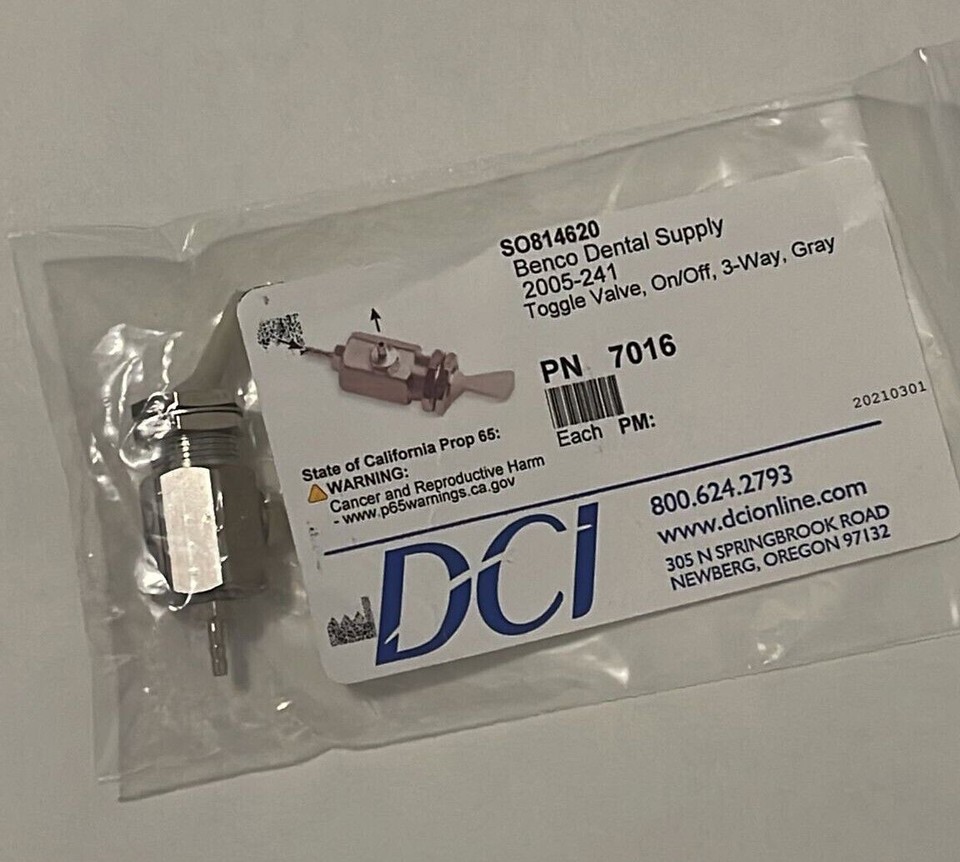 SO814620
Benco Dental Supply
2005-241
Toggle Valve, On/Off, 3-Way, Gray
PN 7016
Each PM:
20210301
State of California Prop 65:
WARNING:
Cancer and Reproductive Harm
- www.p65warnings.ca.gov
DCI
800.624.2793
www.dcionline.com
305 N SPRINGBROOK ROAD
NEWBERG, OREGON 97132